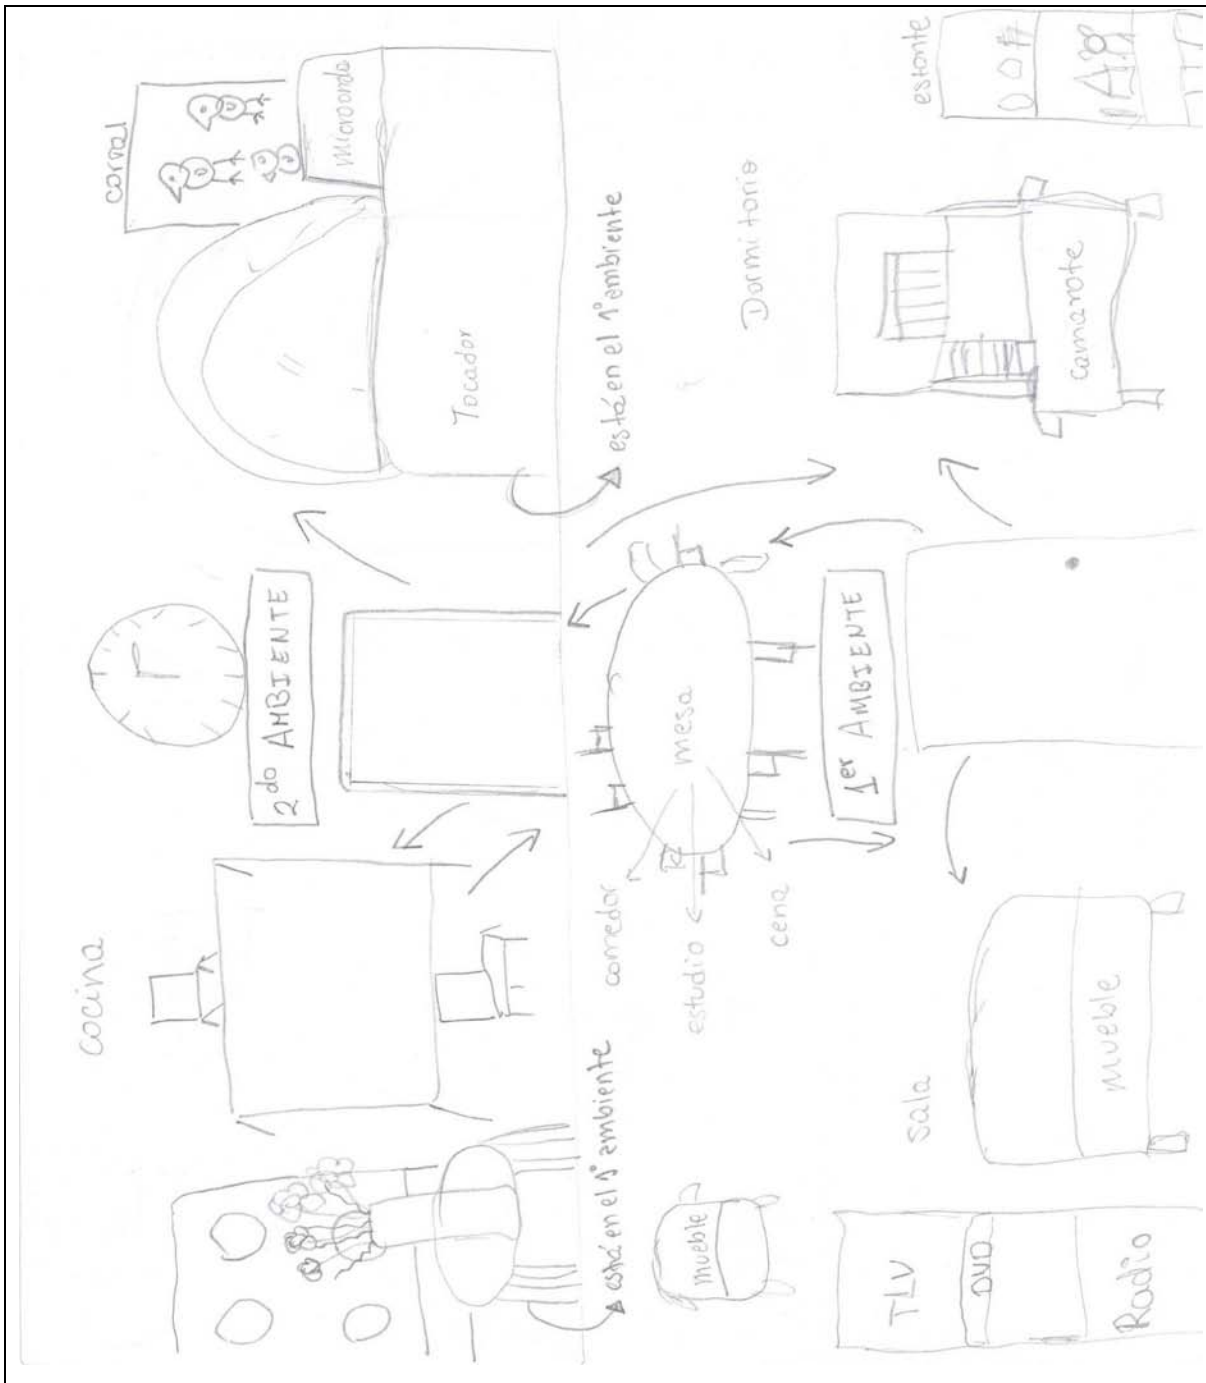 cocina
corral
2do AMBIENTE
microonda
Tocador
está en el 1° ambiente
está en el 1° ambiente
comedor
mesa
estudio
cena
mueble
Dormitorio
1er AMBIENTE
estante
sala
TLV
DVD
mueble
camarote
Radio